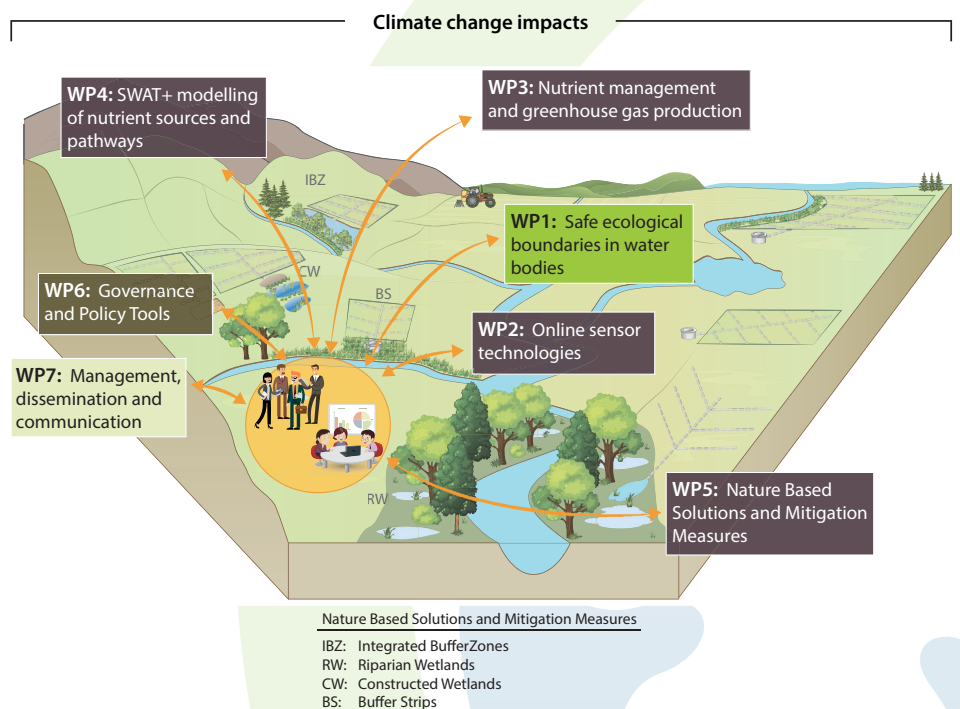 Climate change impacts
WP4: SWAT+ modelling
of nutrient sources and
pathways
WP3: Nutrient management
and greenhouse gas production
IBZ
WP1: Safe ecological
boundaries in water
bodies
CW
WP6: Governance
and Policy Tools
BS
WP2: Online sensor
technologies
WP7: Management,
dissemination and
communication
RW
WP5: Nature Based
Solutions and Mitigation
Measures
Nature Based Solutions and Mitigation Measures
IBZ: Integrated BufferZones
RW: Riparian Wetlands
CW: Constructed Wetlands
BS: Buffer Strips